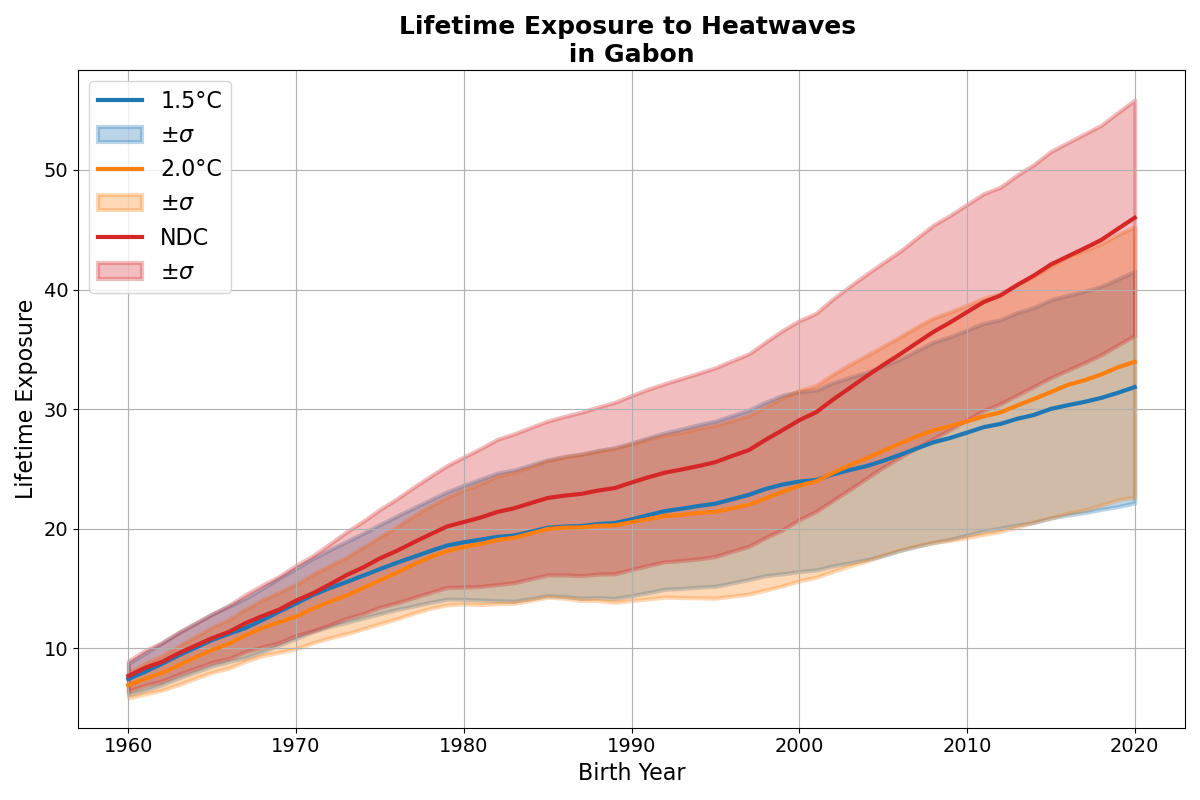 Lifetime Exposure to Heatwaves
in Gabon
1.5°C
±σ
2.0°C
±σ
NDC
±σ
Lifetime Exposure
50
40
30
20
10
1960
1970
1980
1990
2000
2010
2020
Birth Year